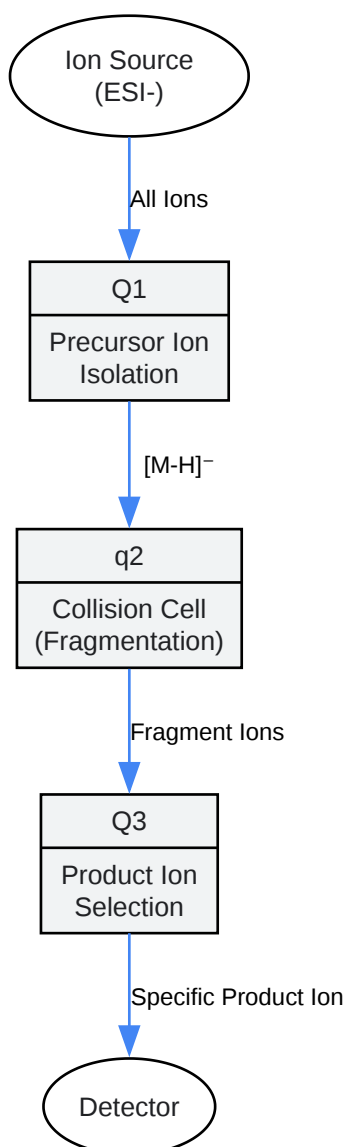 Ion Source
(ESI-)
All Ions
Q1
Precursor Ion
Isolation
[M-H]⁻
q2
Collision Cell
(Fragmentation)
Fragment Ions
Q3
Product Ion
Selection
Specific Product Ion
Detector